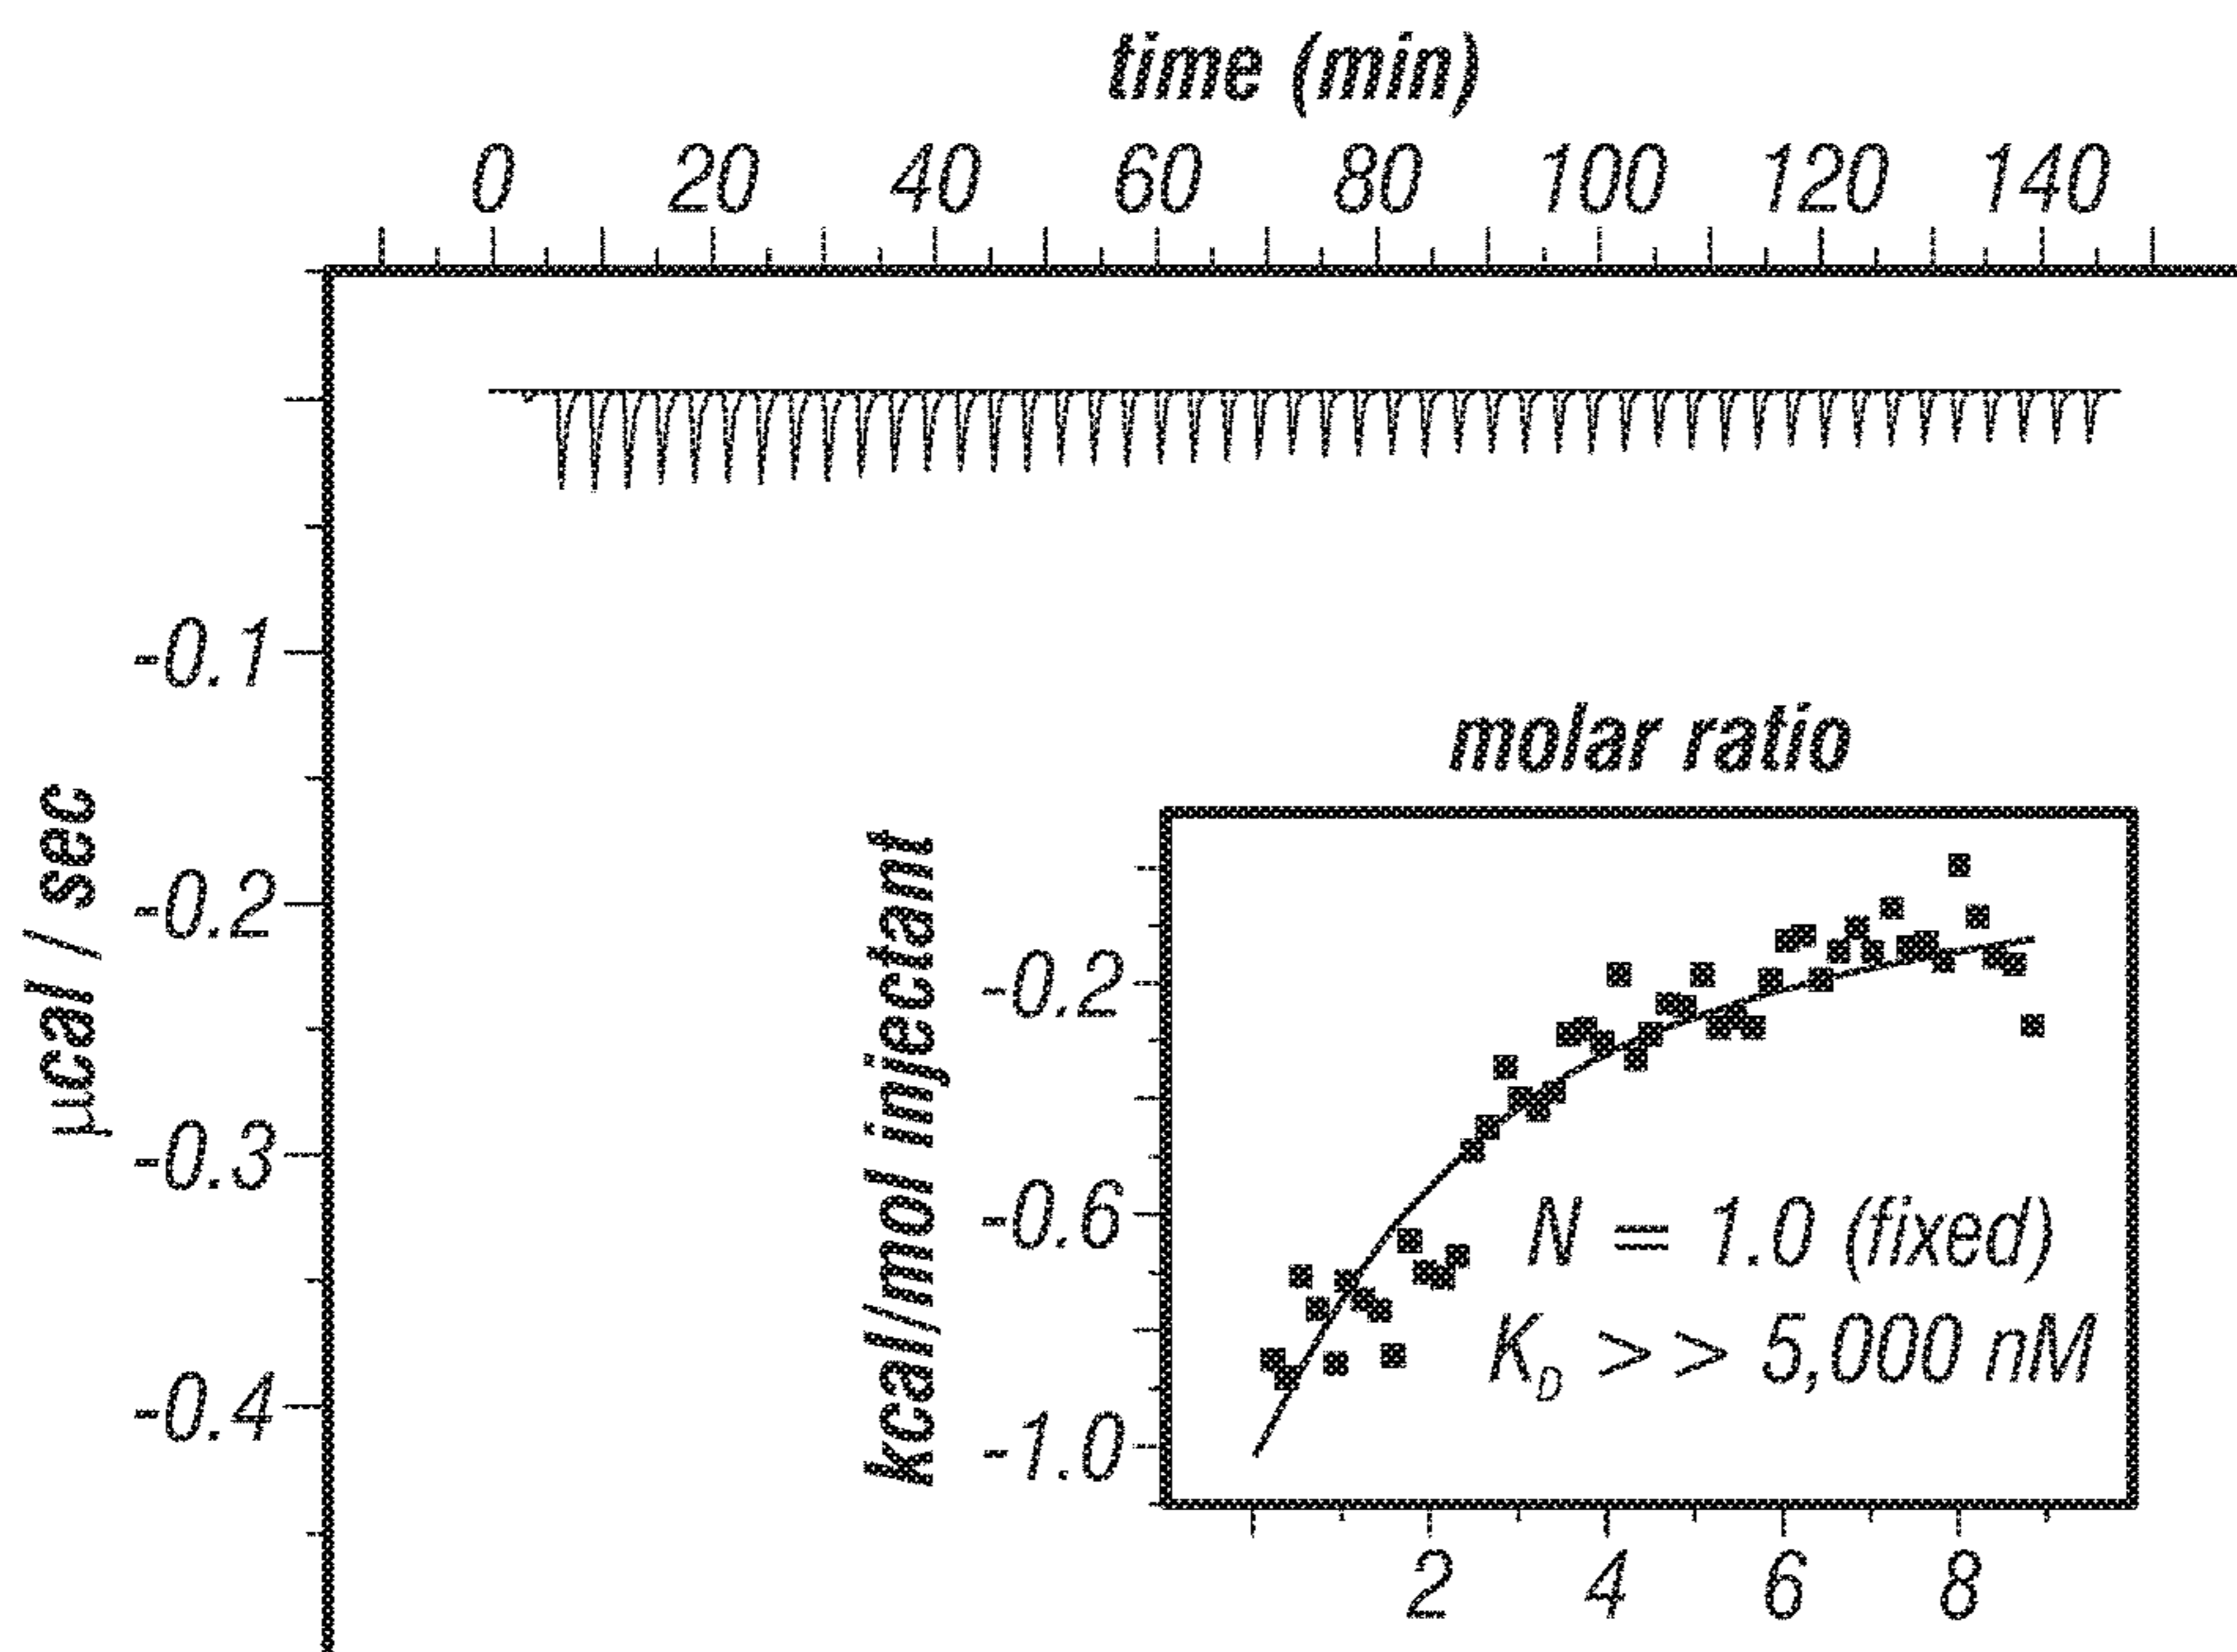 time (min)
0 20 40 60 80 100 120 140
-0.1
-0.2
-0.3
-0.4
μcal / sec
molar ratio
kcal/mol injectant
-0.2
-0.6
-1.0
N = 1.0 (fixed)
K_D > > 5,000 nM
2 4 6 8